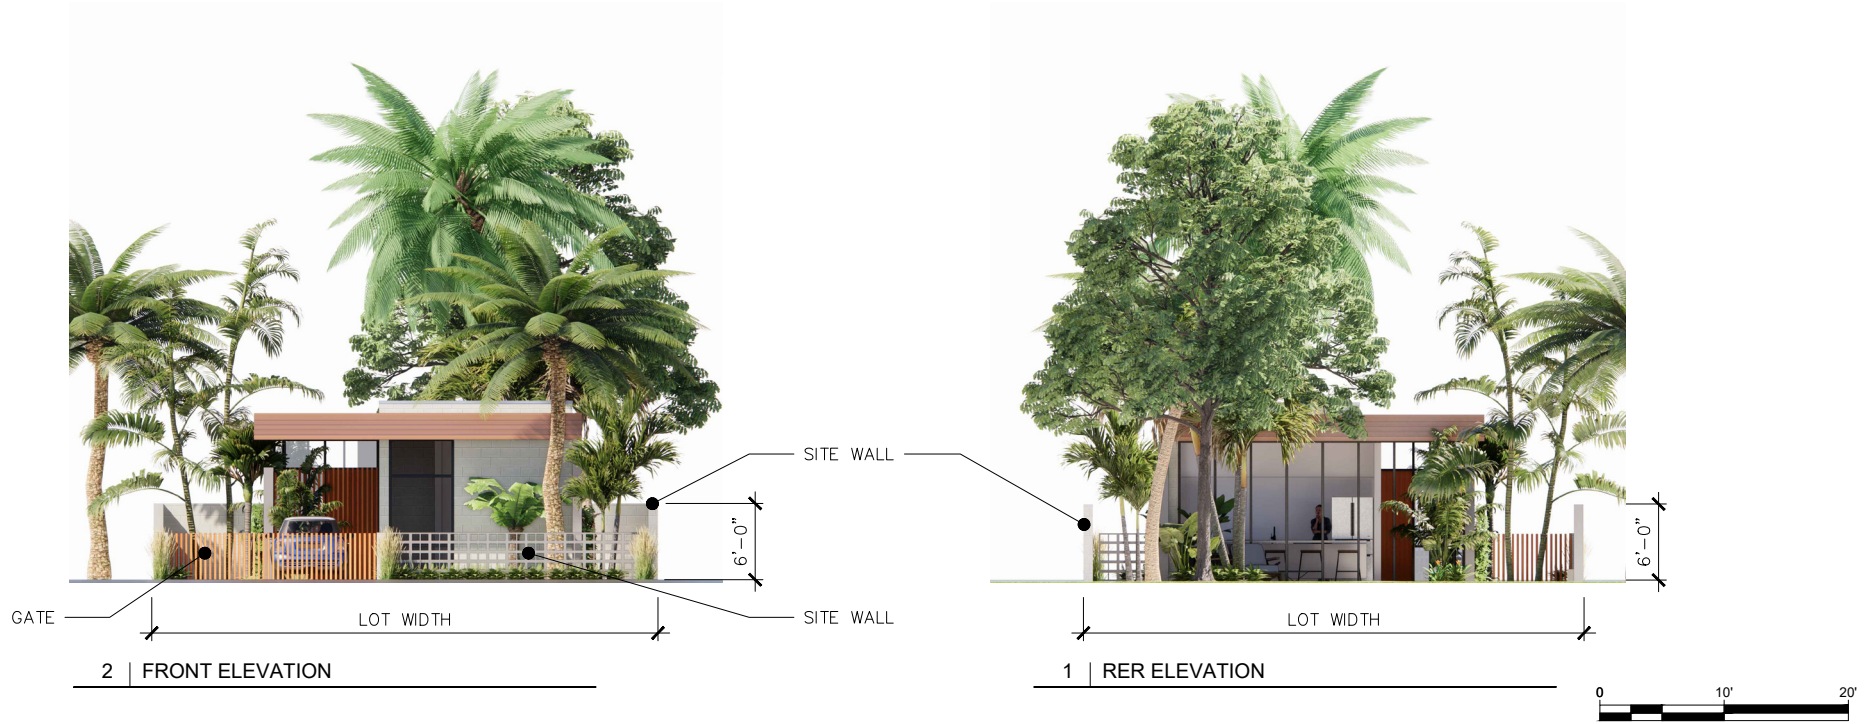 SITE WALL
6'-0"
6'-0"
GATE
LOT WIDTH
SITE WALL
LOT WIDTH
2 | FRONT ELEVATION
1 | RER ELEVATION
0 10' 20'